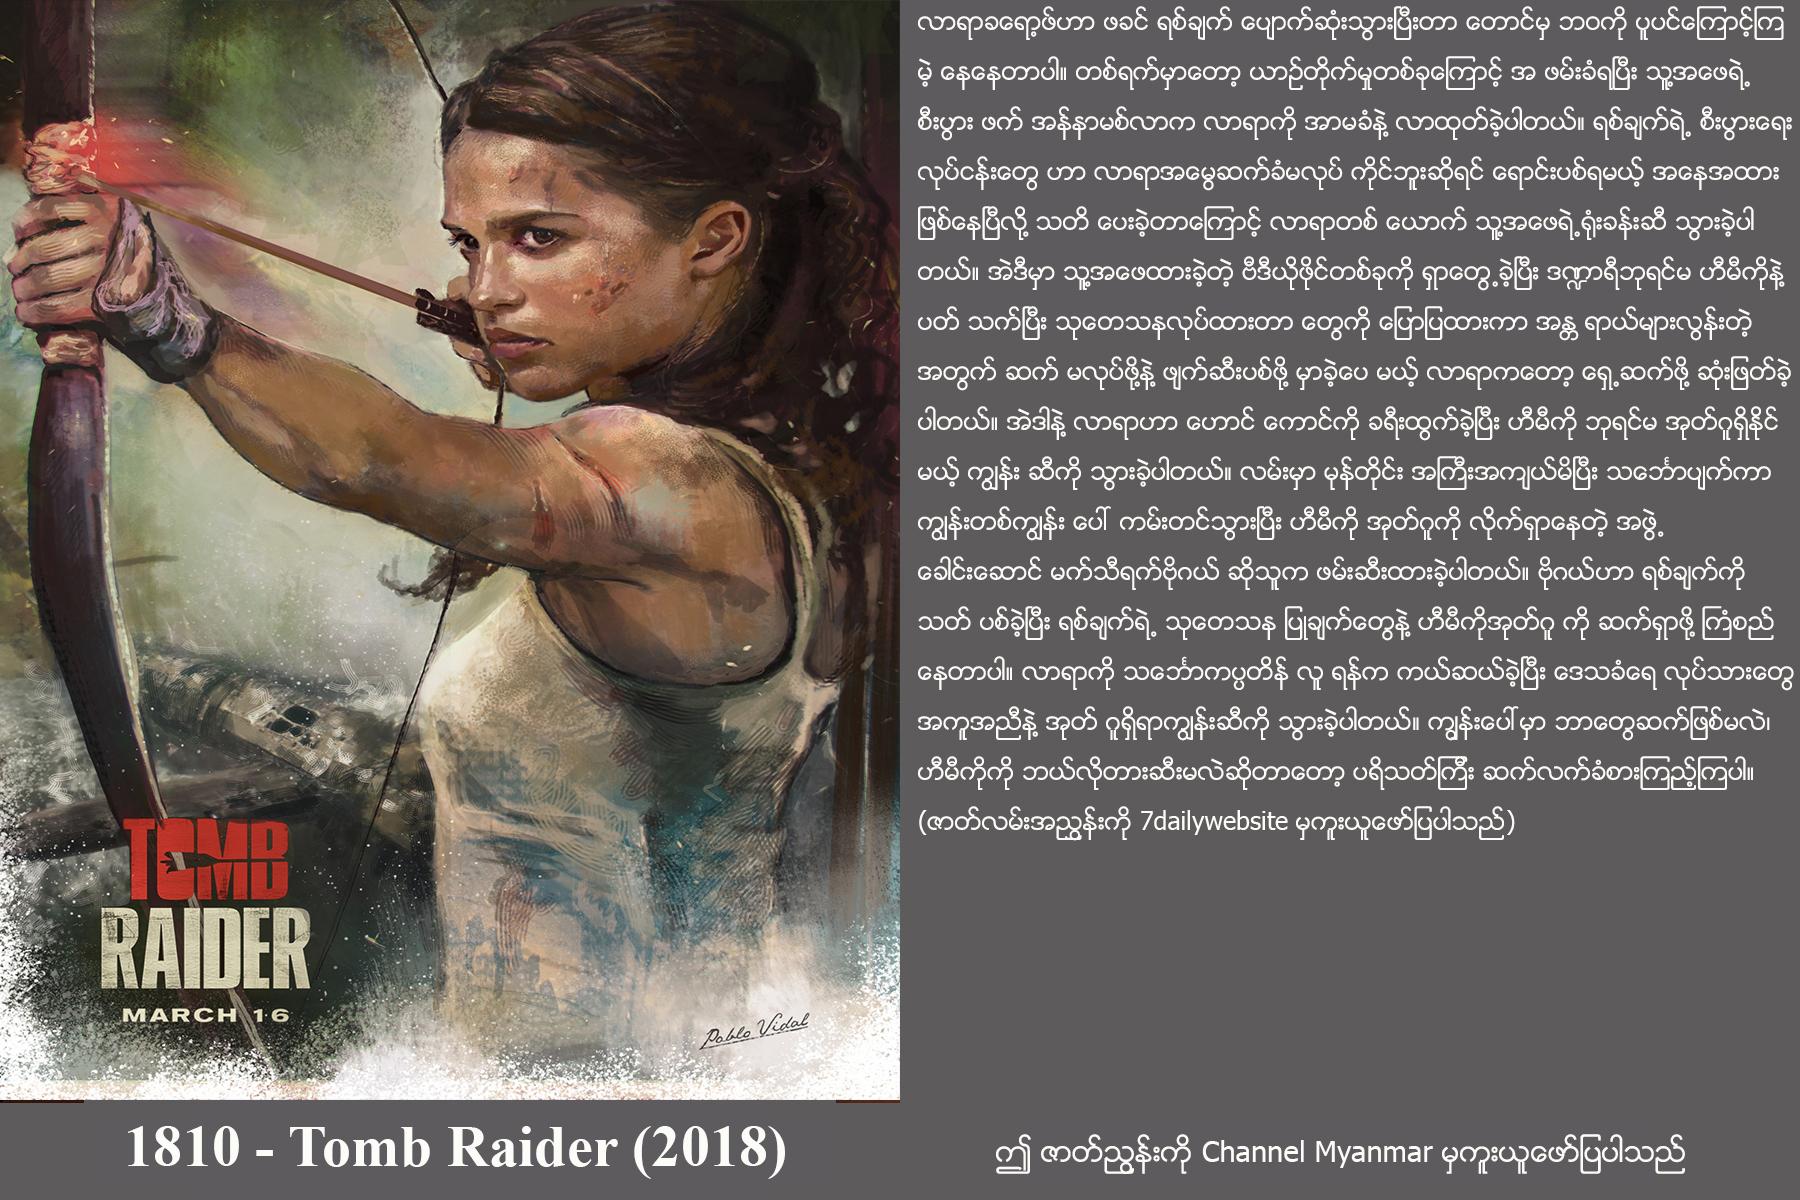 လာရာခရော့ဖ်ဟာ ဖခင် ရစ်ချက် ပျောက်ဆုံးသွားပြီးတာ တောင်မှ ဘဝကို ပူပင်ကြောင့်ကြ
မဲ့ နေနေတာပါ။ တစ်ရက်မှာတော့ ယာဉ်တိုက်မှုတစ်ခုကြောင့် အ ဖမ်းခံရပြီး သူ့အဖေရဲ့
စီးပွား ဖက် အန်နာမစ်လာက လာရာကို အာမခံနဲ့ လာထုတ်ခဲ့ပါတယ်။ ရစ်ချက်ရဲ့ စီးပွားရေး
လုပ်ငန်းတွေ ဟာ လာရာအမွေဆက်ခံမလုပ် ကိုင်ဘူးဆိုရင် ရောင်းပစ်ရမယ့် အနေအထား
ဖြစ်နေပြီလို့ သတိ ပေးခဲ့တာကြောင့် လာရာတစ် ယောက် သူ့အဖေရဲ့ရုံးခန်းဆီ သွားခဲ့ပါ
တယ်။ အဲဒီမှာ သူ့အဖေထားခဲ့တဲ့ ဗီဒီယိုဖိုင်တစ်ခုကို ရှာတွေ့ခဲ့ပြီး ဒဏ္ဍာရီဘုရင်မ ဟီမီကိုနဲ့
ပတ် သက်ပြီး သုတေသနလုပ်ထားတာ တွေကို ပြောပြထားကာ အန္တ ရာယ်များလွန်းတဲ့
အတွက် ဆက် မလုပ်ဖို့နဲ့ ဖျက်ဆီးပစ်ဖို့ မှာခဲ့ပေ မယ့် လာရာကတော့ ရှေ့ဆက်ဖို့ ဆုံးဖြတ်ခဲ့
ပါတယ်။ အဲဒါနဲ့ လာရာဟာ ဟောင် ကောင်ကို ခရီးထွက်ခဲ့ပြီး ဟီမီကို ဘုရင်မ အုတ်ဂူရှိနိုင်
မယ့် ကျွန်း ဆီကို သွားခဲ့ပါတယ်။ လမ်းမှာ မုန်တိုင်း အကြီးအကျယ်မိပြီး သင်္ဘောပျက်ကာ
ကျွန်းတစ်ကျွန်း ပေါ် ကမ်းတင်သွားပြီး ဟီမီကို အုတ်ဂူကို လိုက်ရှာနေတဲ့ အဖွဲ့
ခေါင်းဆောင် မက်သီရက်ဗိုဂယ် ဆိုသူက ဖမ်းဆီးထားခဲ့ပါတယ်။ ဗိုဂယ်ဟာ ရစ်ချက်ကို
သတ် ပစ်ခဲ့ပြီး ရစ်ချက်ရဲ့ သုတေသန ပြုချက်တွေနဲ့ ဟီမီကိုအုတ်ဂူ ကို ဆက်ရှာဖို့ ကြံစည်
နေတာပါ။ လာရာကို သင်္ဘောကပ္ပတိန် လူ ရန်က ကယ်ဆယ်ခဲ့ပြီး ဒေသခံရေ လုပ်သားတွေ
အကူအညီနဲ့ အုတ် ဂူရှိရာကျွန်းဆီကို သွားခဲ့ပါတယ်။ ကျွန်းပေါ်မှာ ဘာတွေဆက်ဖြစ်မလဲ၊
ဟီမီကိုကို ဘယ်လိုတားဆီးမလဲဆိုတာတော့ ပရိသတ်ကြီး ဆက်လက်ခံစားကြည့်ကြပါ။
(ဇာတ်လမ်းအညွှန်းကို 7dailywebsite မှကူးယူဖော်ပြပါသည်)
TOMB
RAIDER
MARCH 16
Pablo Vidal
1810 - Tomb Raider (2018)
ဤ ဇာတ်ညွှန်းကို Channel Myanmar မှကူးယူဖော်ပြပါသည်